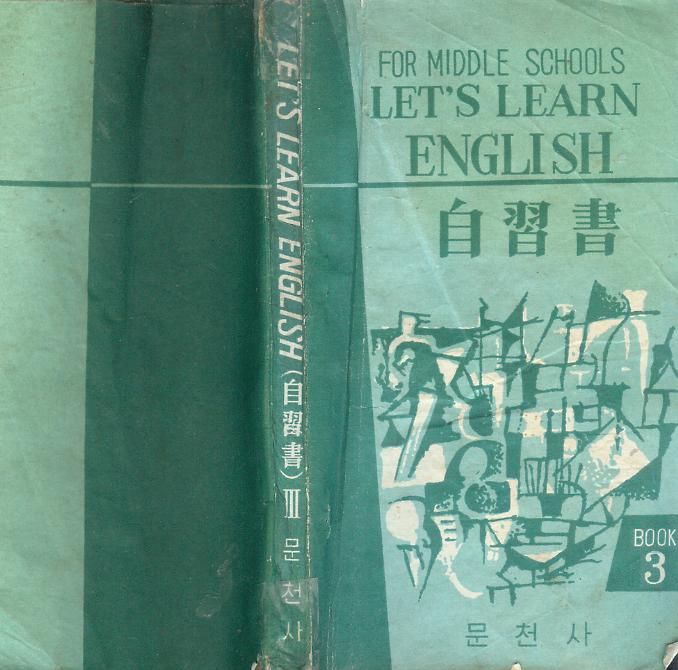 LET'S LEARN ENGLISH (自習書) III 문천사
FOR MIDDLE SCHOOLS
LET'S LEARN
ENGLISH
自習書
BOOK
3
문천사